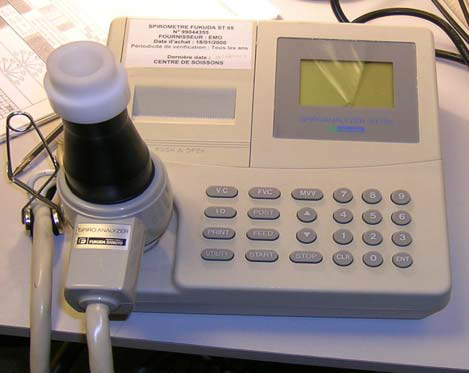 SPIROMETRE FUKUDA ST 95
N° 99044355
FOURNISSEUR : EMO
Date d'achat : 18/01/2000
Périodicité de vérification : Tous les ans
Dernière date :
CENTRE DE SOISSONS
SPIRO ANALYZER
PUSH & OPEN
VC FVC MVV 7 8 9
ID POST ▲ 4 5 6
PRINT FEED ▼ 1 2 3
UTILITY START STOP CLR 0 ENT
SPIRO ANALYZER
FUKUDA SANGYO